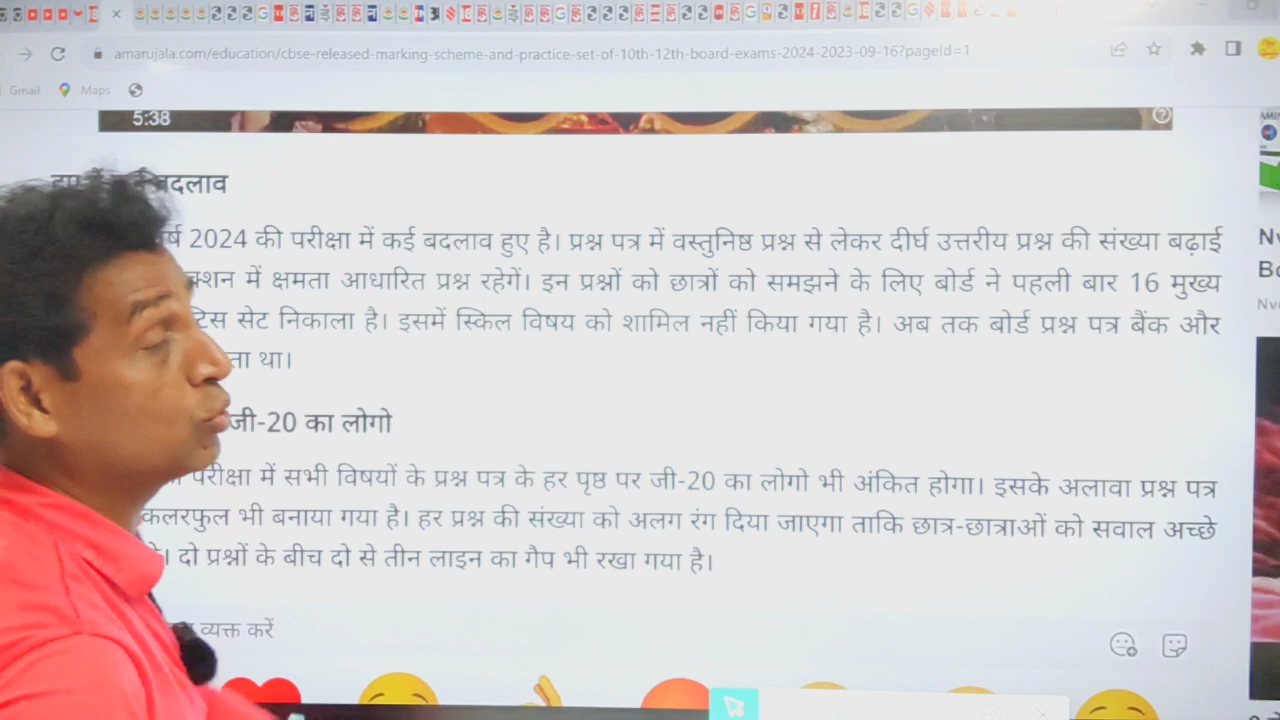 amarujala.com/education/cbse-released-marking-scheme-and-practice-set-of-10th-12th-board-exams-2024-2023-09-16?pageId=1
Gmail Maps
5:38
बदलाव
2024 की परीक्षा में कई बदलाव हुए है। प्रश्न पत्र में वस्तुनिष्ठ प्रश्न से लेकर दीर्घ उत्तरीय प्रश्न की संख्या बढ़ाई
में क्षमता आधारित प्रश्न रहेगें। इन प्रश्नों को छात्रों को समझने के लिए बोर्ड ने पहली बार 16 मुख्य
सेट निकाला है। इसमें स्किल विषय को शामिल नहीं किया गया है। अब तक बोर्ड प्रश्न पत्र बैंक और
था।
जी-20 का लोगो
परीक्षा में सभी विषयों के प्रश्न पत्र के हर पृष्ठ पर जी-20 का लोगो भी अंकित होगा। इसके अलावा प्रश्न पत्र
कलरफुल भी बनाया गया है। हर प्रश्न की संख्या को अलग रंग दिया जाएगा ताकि छात्र-छात्राओं को सवाल अच्छे
दो प्रश्नों के बीच दो से तीन लाइन का गैप भी रखा गया है।
व्यक्त करें